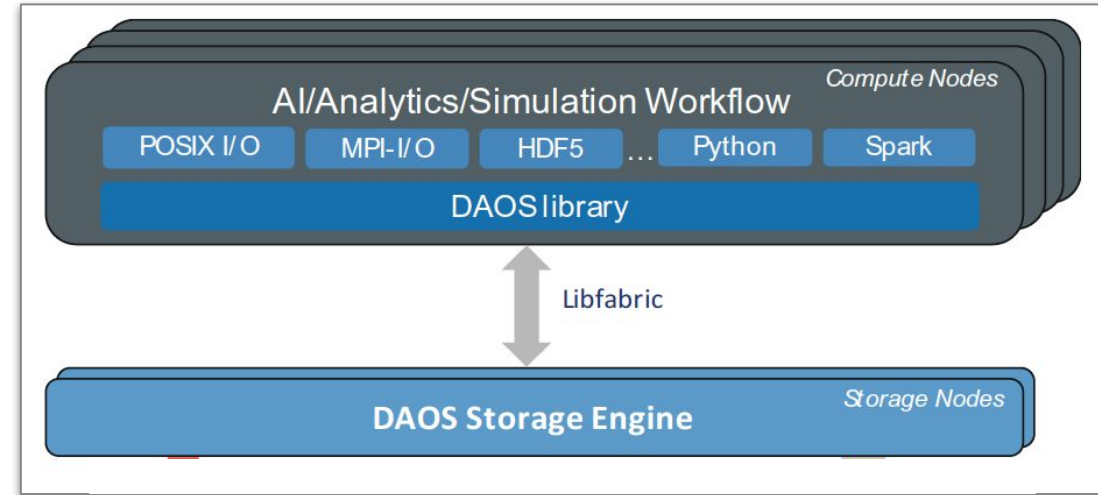 Compute Nodes
AI/Analytics/Simulation Workflow
POSIX I/O MPI-I/O HDF5 ... Python Spark
DAOS library
Libfabric
Storage Nodes
DAOS Storage Engine